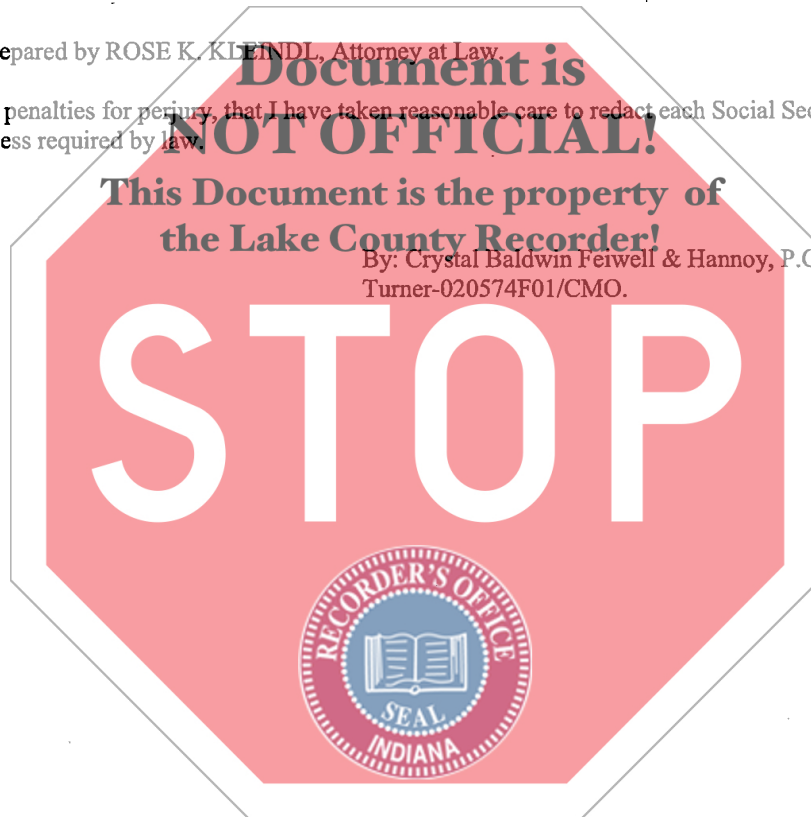 epared by ROSE K. KLEINDL, Attorney at Law.
Document is
penalties for perjury, that I have taken reasonable care to redact each Social Sec
NOT OFFICIAL!
ess required by law.
This Document is the property of
the Lake County Recorder!
By: Crystal Baldwin Feiwell & Hannoy, P.C
Turner-020574F01/CMO.
STOP
RECORDER'S OFFICE
SEAL
INDIANA